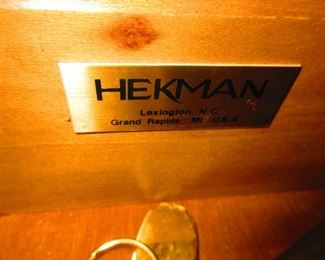 HEKMAN
Lexington, N.C.
Grand Rapids, MI U.S.A.